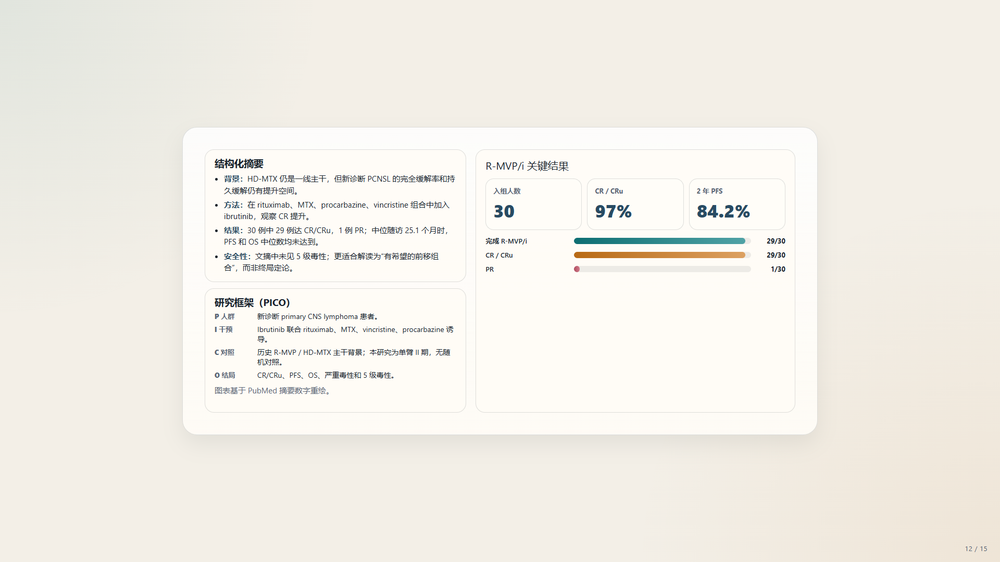 结构化摘要
• 背景：HD-MTX 仍是一线主干，但新诊断 PCNSL 的完全缓解率和持
久缓解仍有提升空间。
• 方法：在 rituximab、MTX、procarbazine、vincristine 组合中加入
ibrutinib，观察 CR 提升。
• 结果：30 例中 29 例达 CR/CRu，1 例 PR；中位随访 25.1 个月时，
PFS 和 OS 中位数均未达到。
• 安全性：文摘中未见 5 级毒性；更适合解读为“有希望的前移组
合”，而非终局定论。
研究框架（PICO）
P 人群 新诊断 primary CNS lymphoma 患者。
I 干预 Ibrutinib 联合 rituximab、MTX、vincristine、procarbazine 诱
导。
C 对照 历史 R-MVP / HD-MTX 主干背景；本研究为单臂 II 期，无随
机对照。
O 结局 CR/CRu、PFS、OS、严重毒性和 5 级毒性。
图表基于 PubMed 摘要数字重绘。
R-MVP/i 关键结果
入组人数
30
CR / CRu
97%
2 年 PFS
84.2%
完成 R-MVP/i 29/30
CR / CRu 29/30
PR 1/30
12 / 15